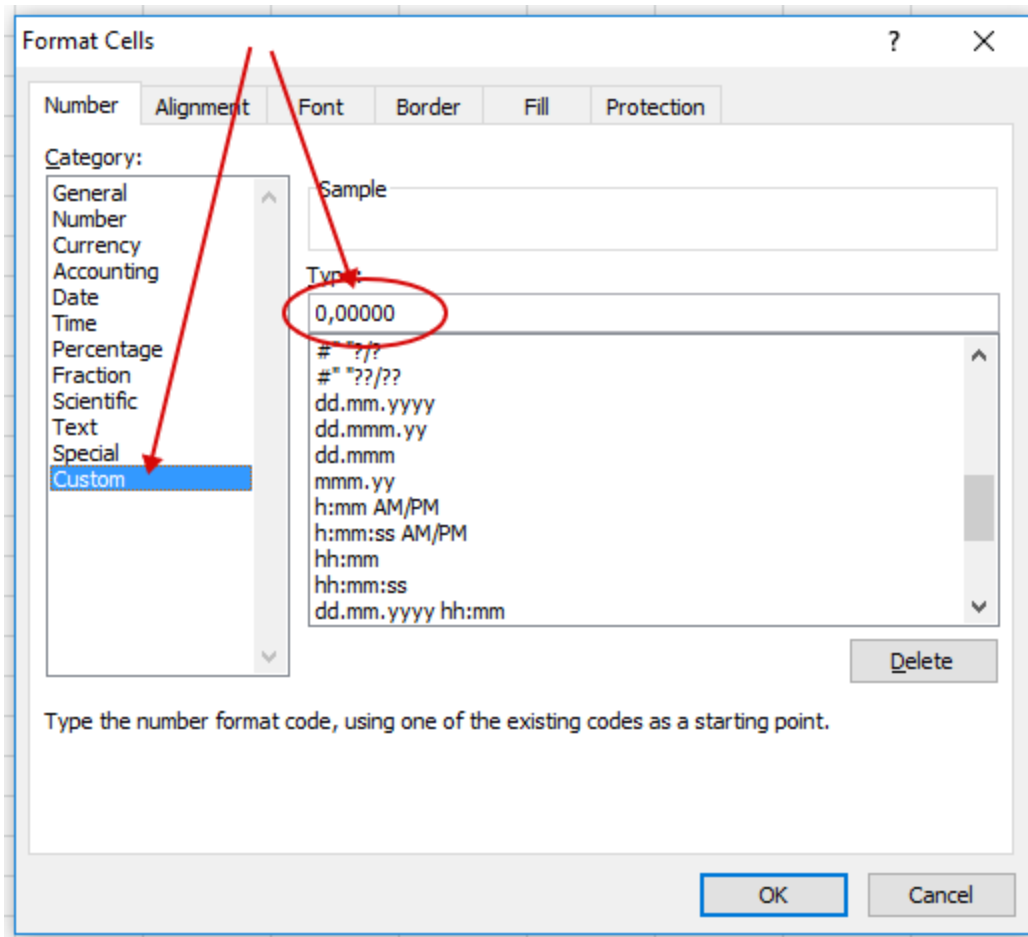 Format Cells ?
Number Alignment Font Border Fill Protection
Category:
General
Number
Currency
Accounting
Date
Time
Percentage
Fraction
Scientific
Text
Special
Custom
Sample
Type:
0,00000
#" "?/?
#" "??/??
dd.mm.yyyy
dd.mmm.yy
dd.mmm
mmm.yy
h:mm AM/PM
h:mm:ss AM/PM
hh:mm
hh:mm:ss
dd.mm.yyyy hh:mm
Delete
Type the number format code, using one of the existing codes as a starting point.
OK Cancel